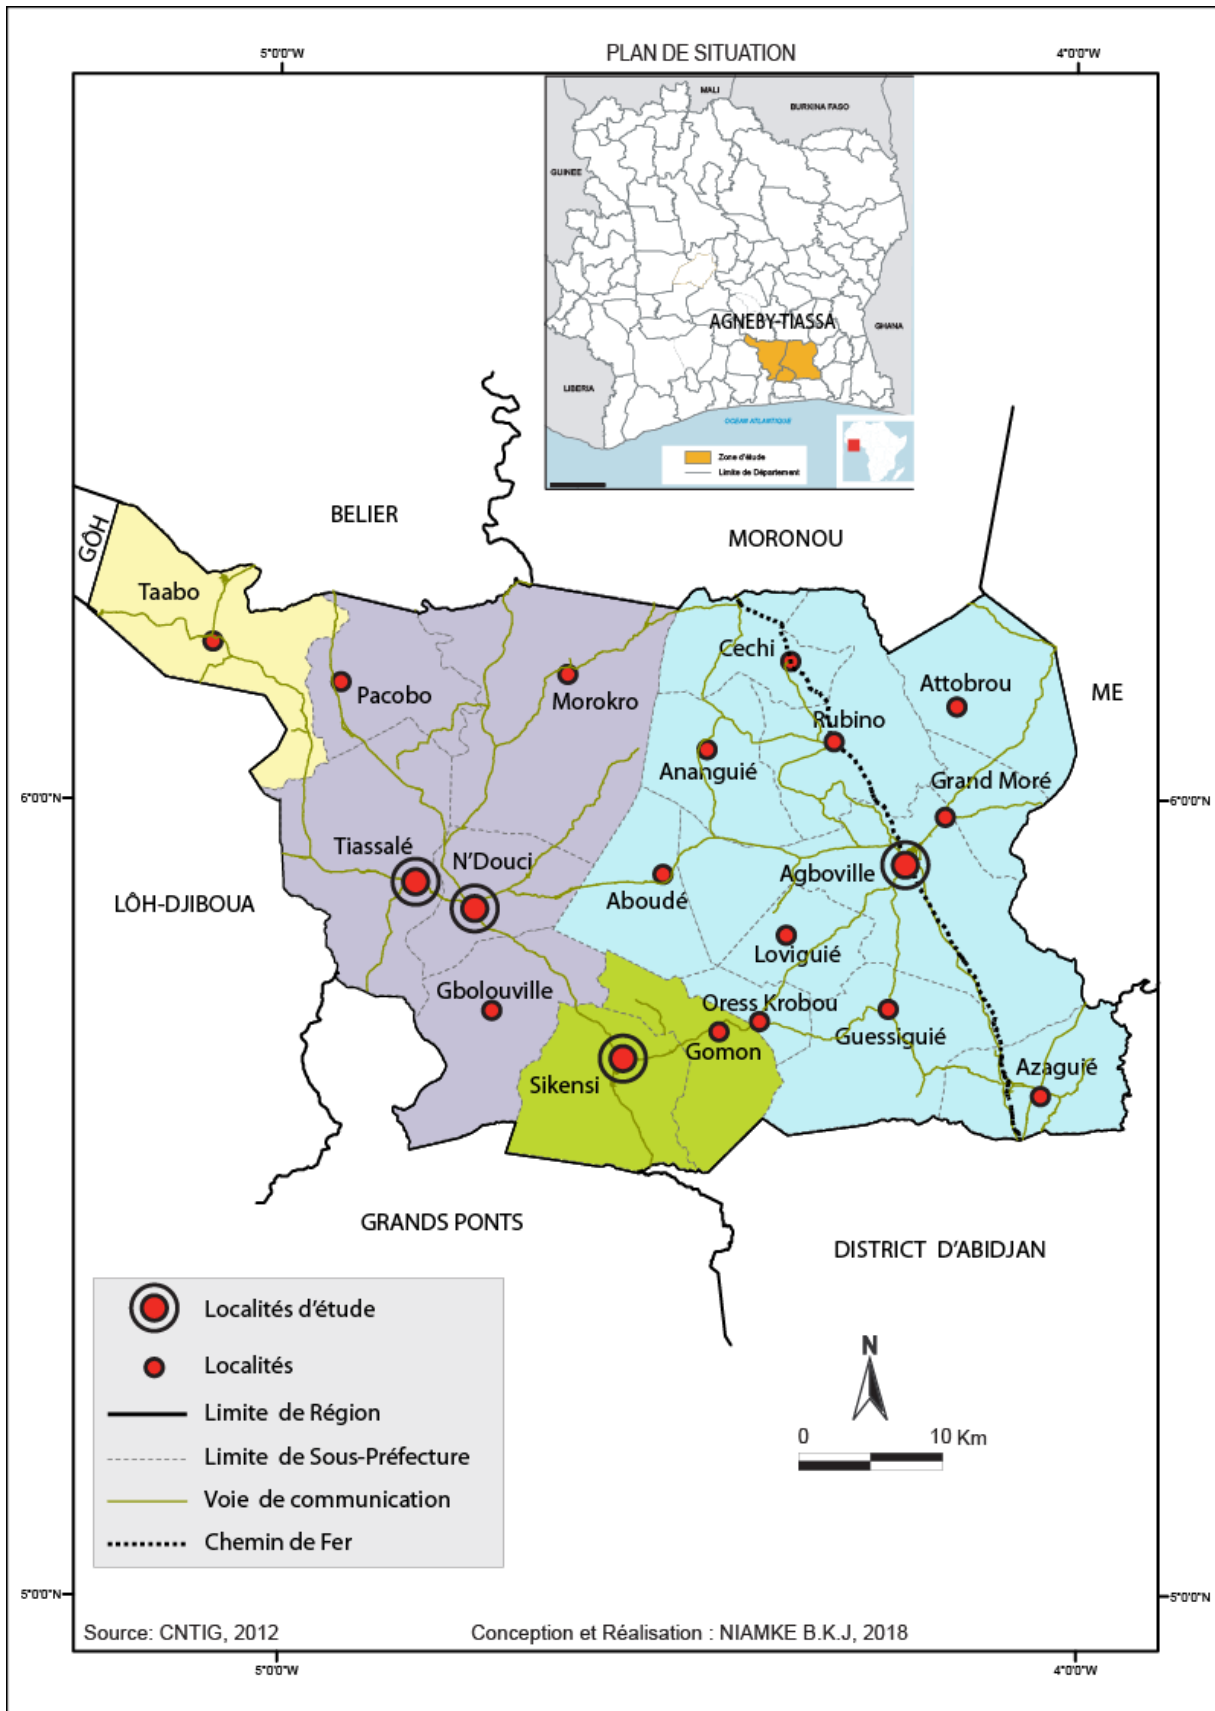 PLAN DE SITUATION
5°0'0"W
4°0'0"W
MALI
BURKINA FASO
GUINEE
AGNEBY-TIASSA
GHANA
LIBERIA
OCEAN ATLANTIQUE
Zone d'étude
Limite de Département
BELIER
MORONOU
GÔH
Taabo
Cechi
Pacobo
Morokro
Attobrou
ME
Rubino
Ananguié
Grand Moré
6°0'0"N
6°0'0"N
Tiassalé
N'Douci
Agboville
Aboudé
LÔH-DJIBOUA
Loviguié
Gbolouville
Oress Krobou
Guessiguié
Gomon
Azaguié
Sikensi
GRANDS PONTS
DISTRICT D'ABIDJAN
Localités d'étude
Localités
Limite de Région
Limite de Sous-Préfecture
Voie de communication
Chemin de Fer
N
0 10 Km
5°0'0"N
5°0'0"N
Source: CNTIG, 2012
Conception et Réalisation : NIAMKE B.K.J, 2018
5°0'0"W
4°0'0"W